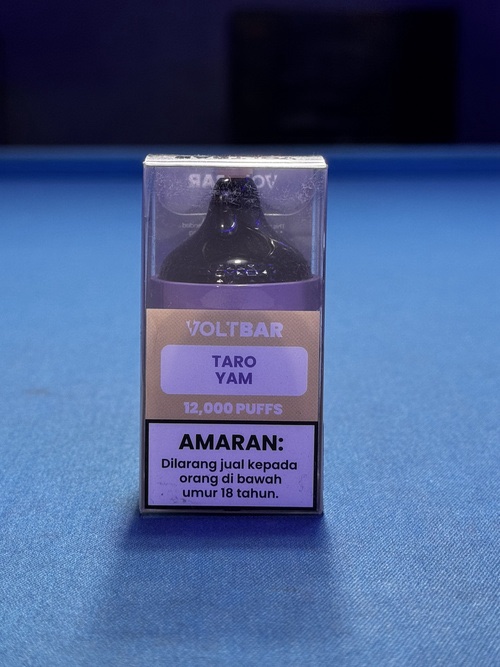 VOLTBAR
TARO
YAM
12,000 PUFFS
AMARAN:
Dilarang jual kepada
orang di bawah
umur 18 tahun.